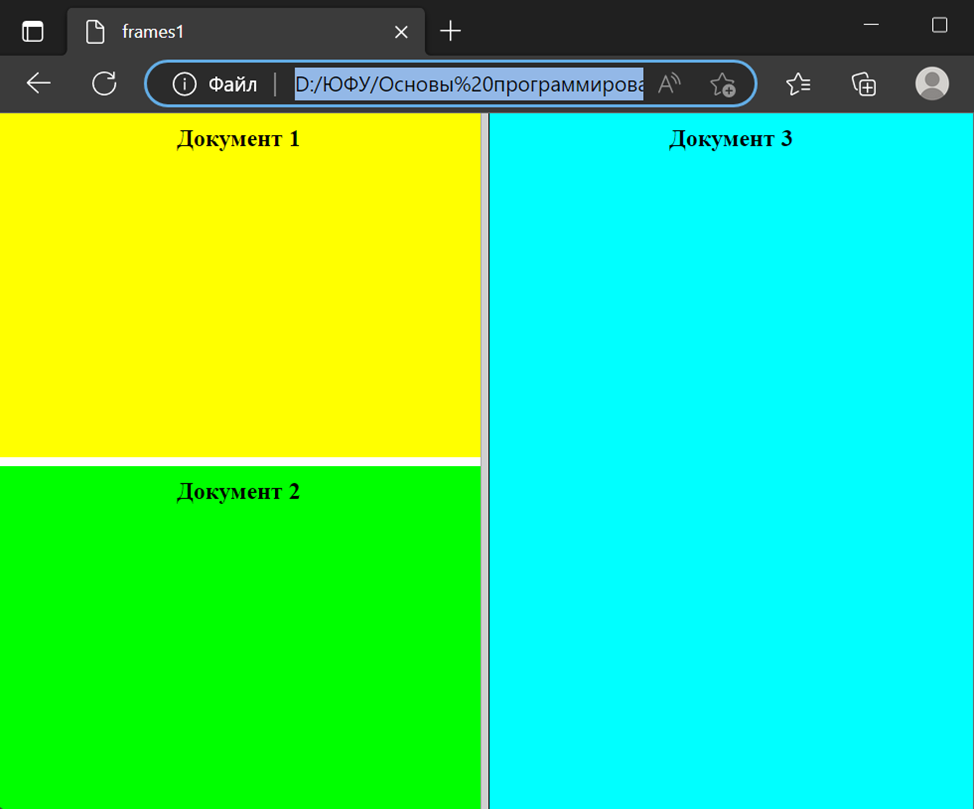 frames1
Файл
D:/ЮФУ/Основы%20программирова
Документ 1
Документ 2
Документ 3